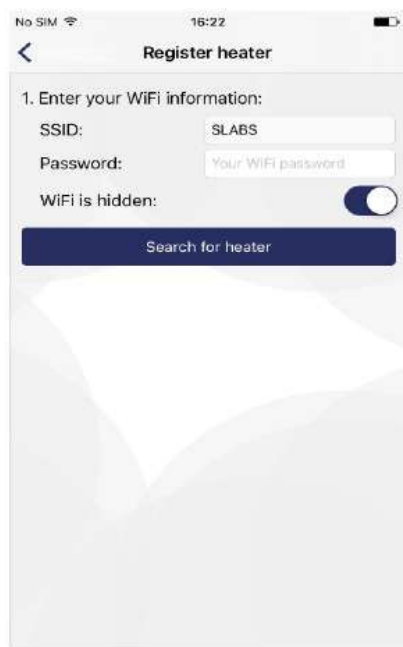 No SIM 16:22
Register heater
1. Enter your WiFi information:
SSID: SLABS
Password: Your WiFi password
WiFi is hidden:
Search for heater